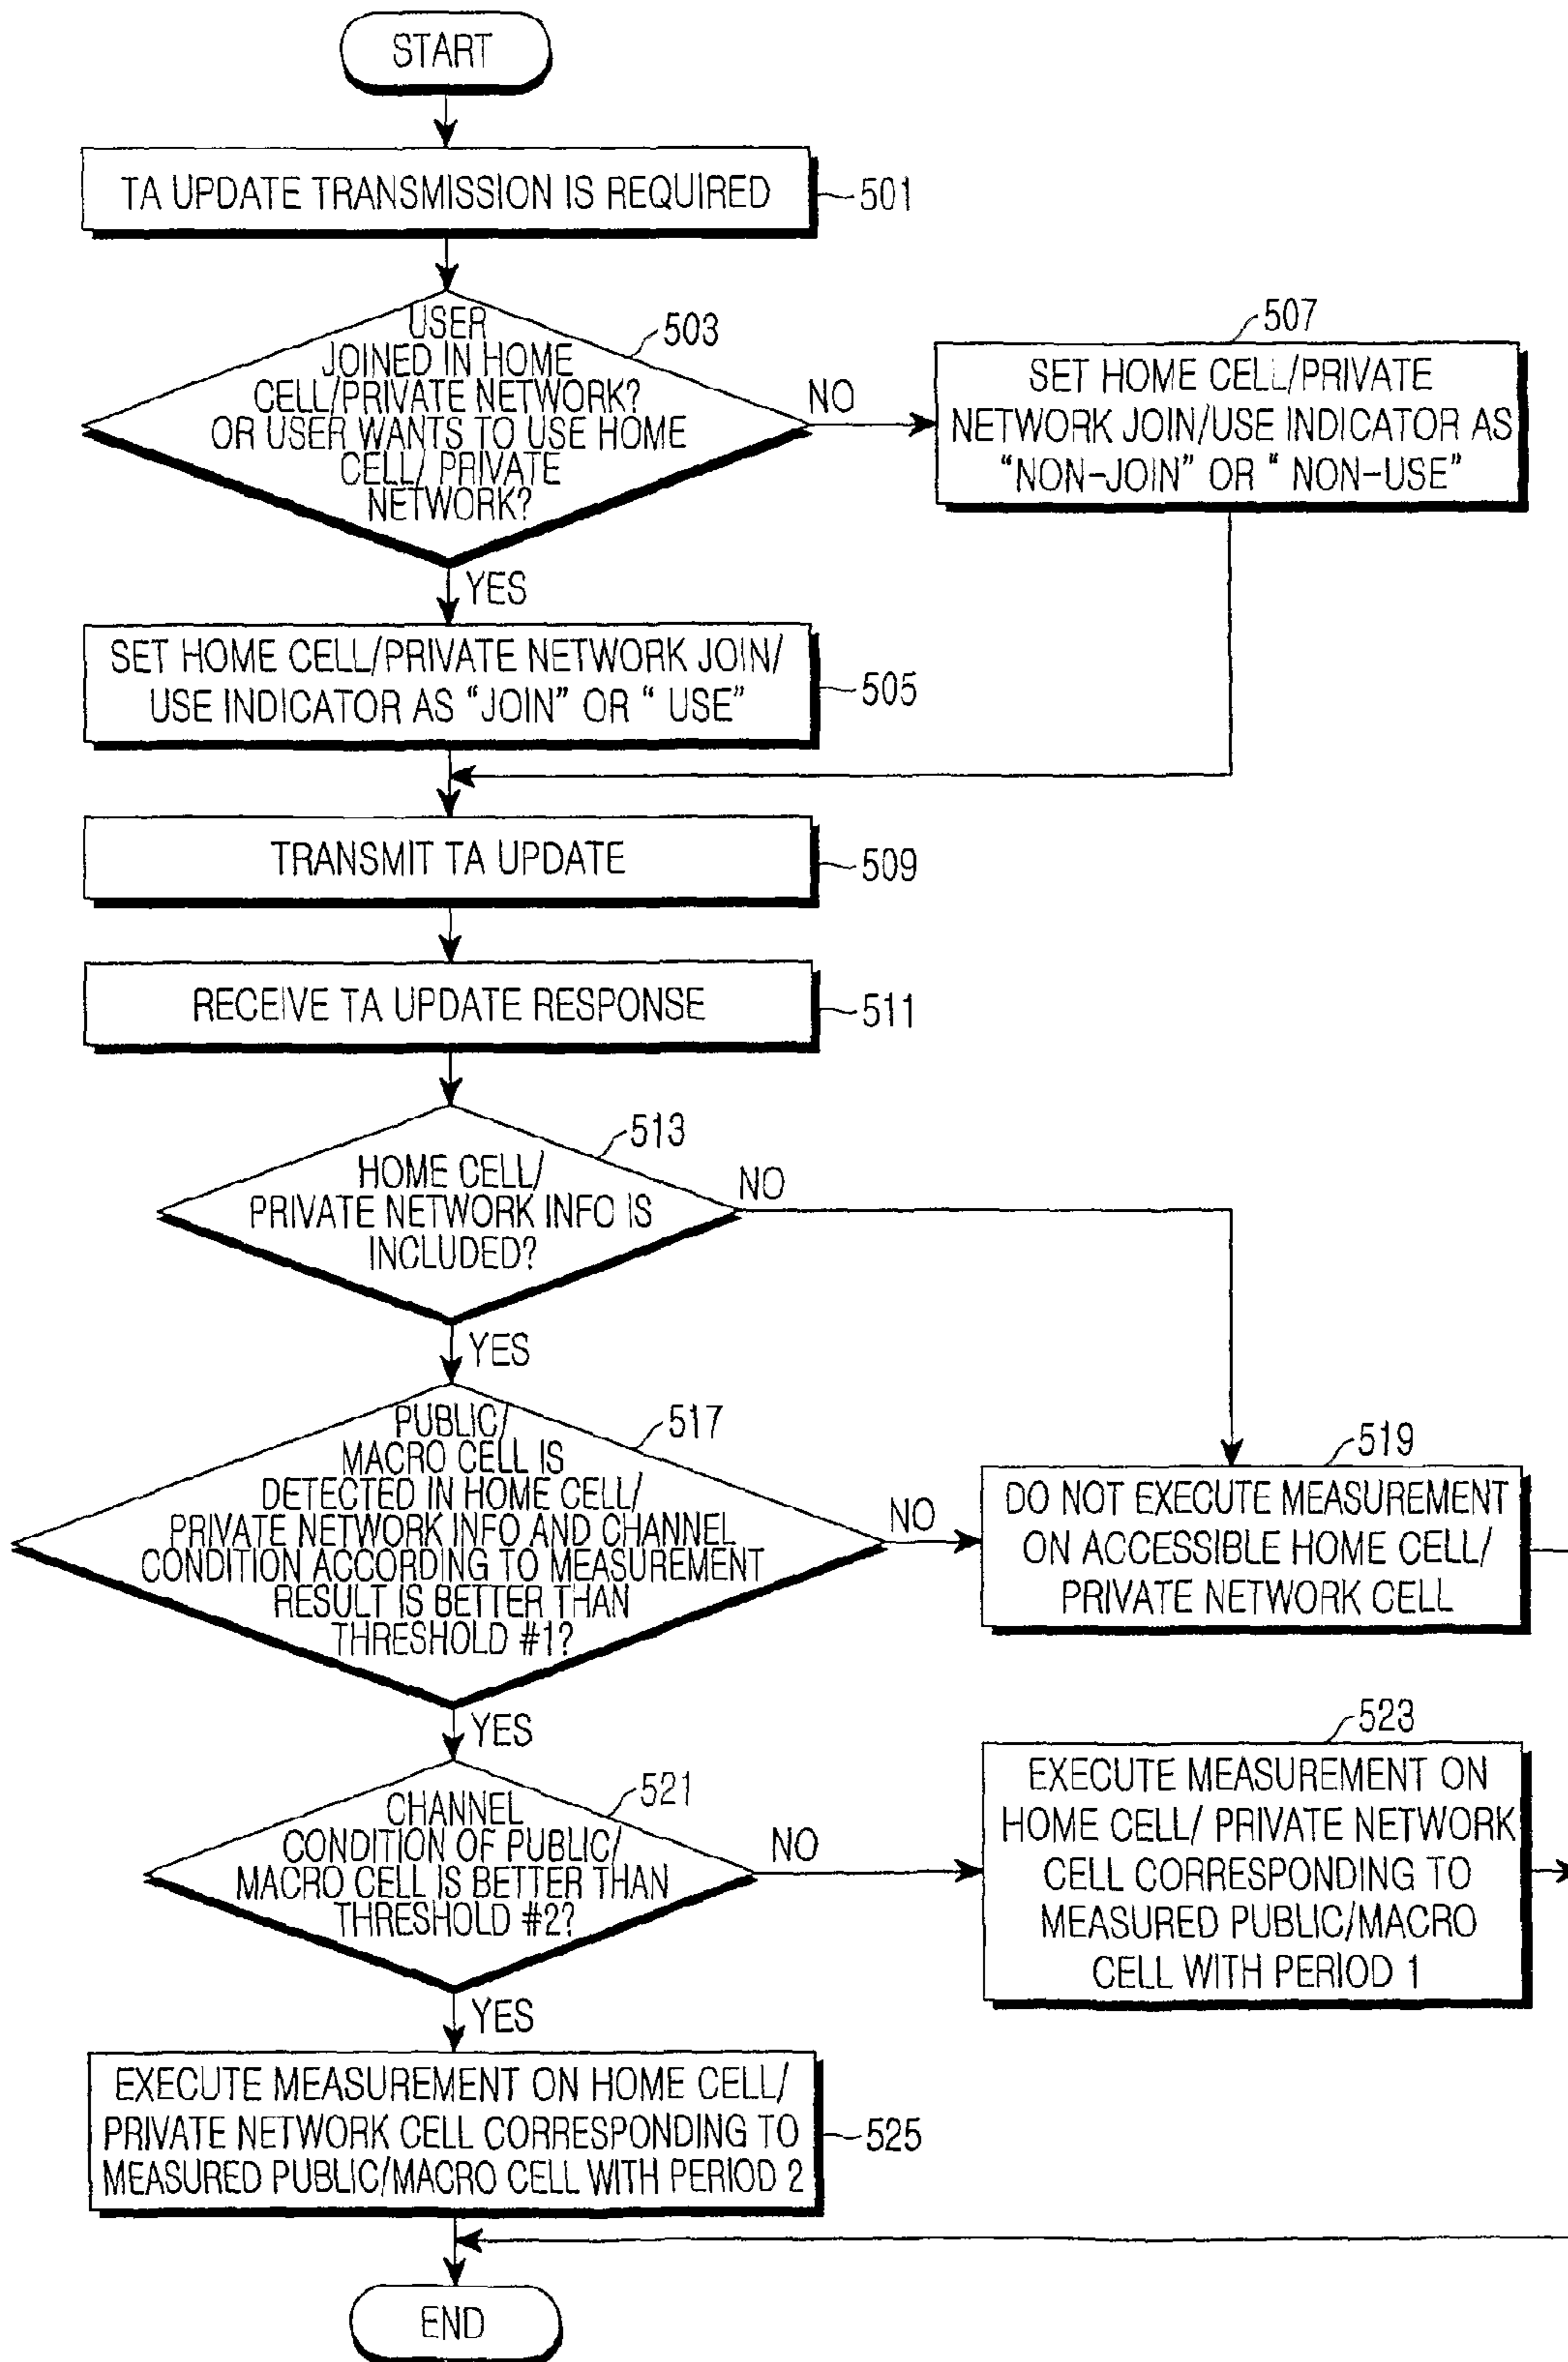 START
TA UPDATE TRANSMISSION IS REQUIRED
501
USER
JOINED IN HOME
CELL/PRIVATE NETWORK?
OR USER WANTS TO USE HOME
CELL/ PRIVATE
NETWORK?
503
NO
507
SET HOME CELL/PRIVATE
NETWORK JOIN/USE INDICATOR AS
“NON-JOIN” OR “ NON-USE”
YES
SET HOME CELL/PRIVATE NETWORK JOIN/
USE INDICATOR AS “JOIN” OR “ USE”
505
TRANSMIT TA UPDATE
509
RECEIVE TA UPDATE RESPONSE
511
HOME CELL/
PRIVATE NETWORK INFO IS
INCLUDED?
513
NO
YES
PUBLIC/
MACRO CELL IS
DETECTED IN HOME CELL/
PRIVATE NETWORK INFO AND CHANNEL
CONDITION ACCORDING TO MEASUREMENT
RESULT IS BETTER THAN
THRESHOLD #1?
517
NO
519
DO NOT EXECUTE MEASUREMENT
ON ACCESSIBLE HOME CELL/
PRIVATE NETWORK CELL
YES
CHANNEL
CONDITION OF PUBLIC/
MACRO CELL IS BETTER THAN
THRESHOLD #2?
521
NO
523
EXECUTE MEASUREMENT ON
HOME CELL/ PRIVATE NETWORK
CELL CORRESPONDING TO
MEASURED PUBLIC/MACRO
CELL WITH PERIOD 1
YES
EXECUTE MEASUREMENT ON HOME CELL/
PRIVATE NETWORK CELL CORRESPONDING TO
MEASURED PUBLIC/MACRO CELL WITH PERIOD 2
525
END